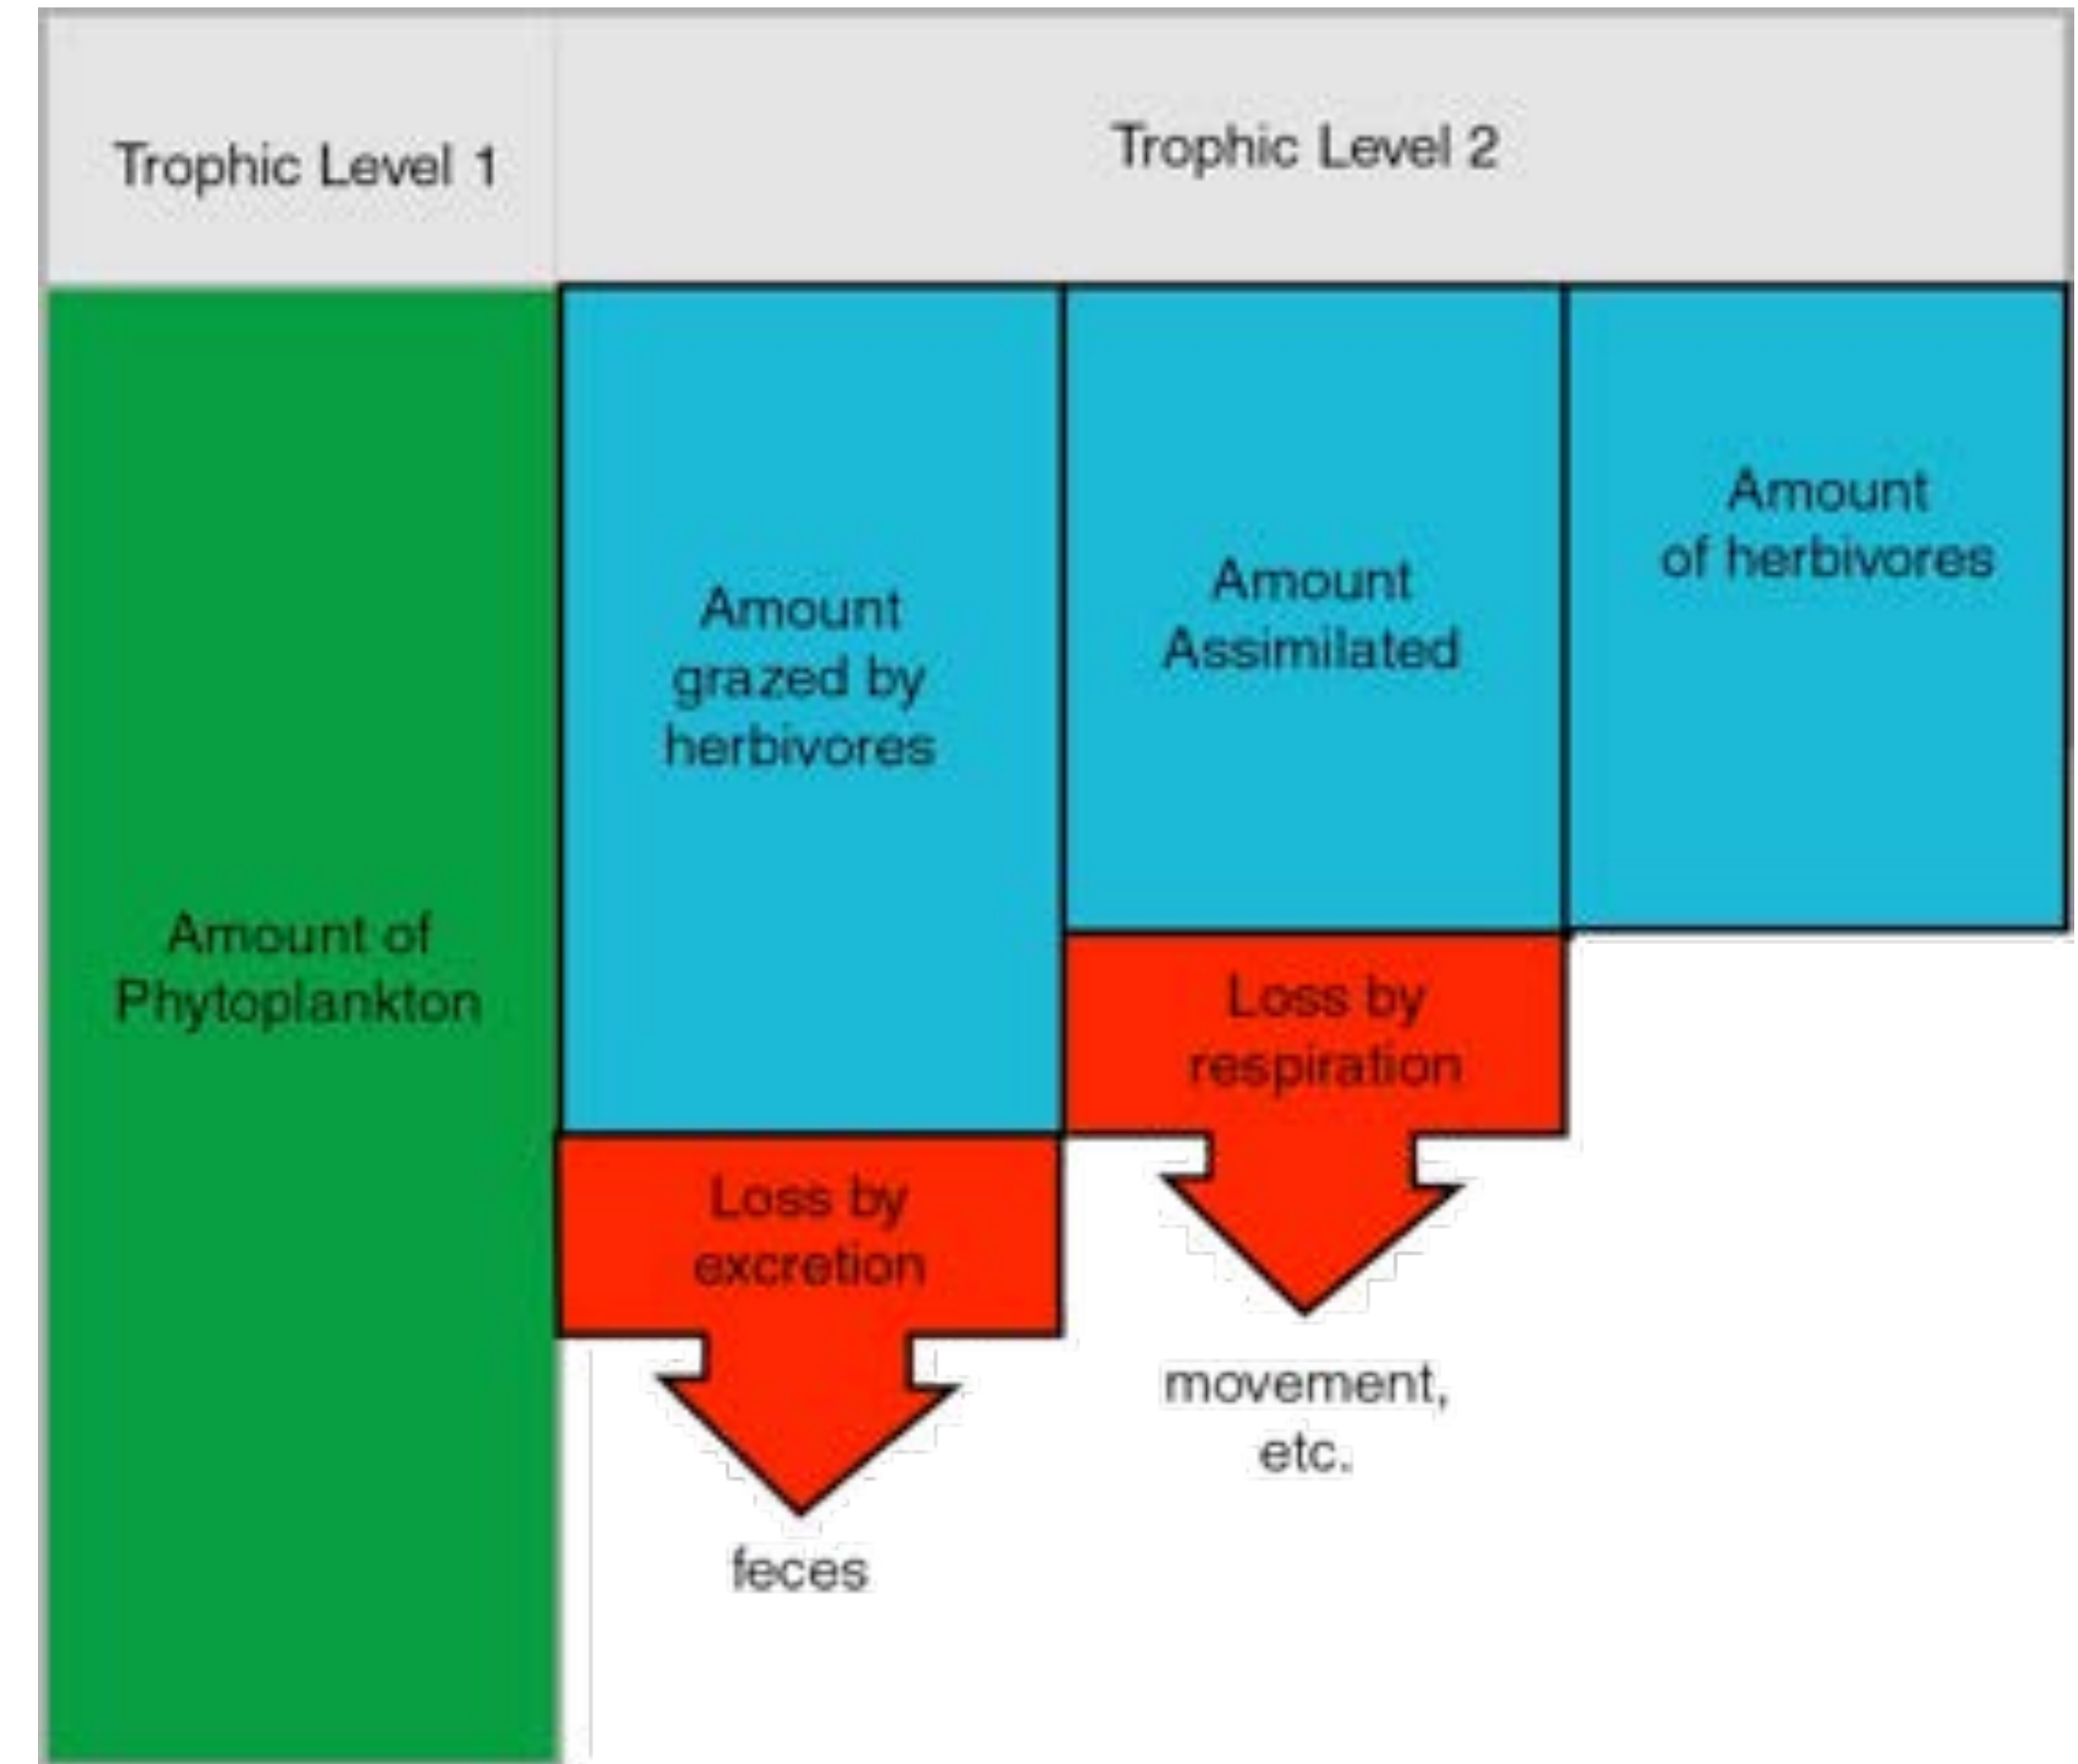 Trophic Level 1
Trophic Level 2
Amount of
Phytoplankton
Amount
grazed by
herbivores
Loss by
excretion
feces
Amount
Assimilated
Loss by
respiration
movement,
etc.
Amount
of herbivores